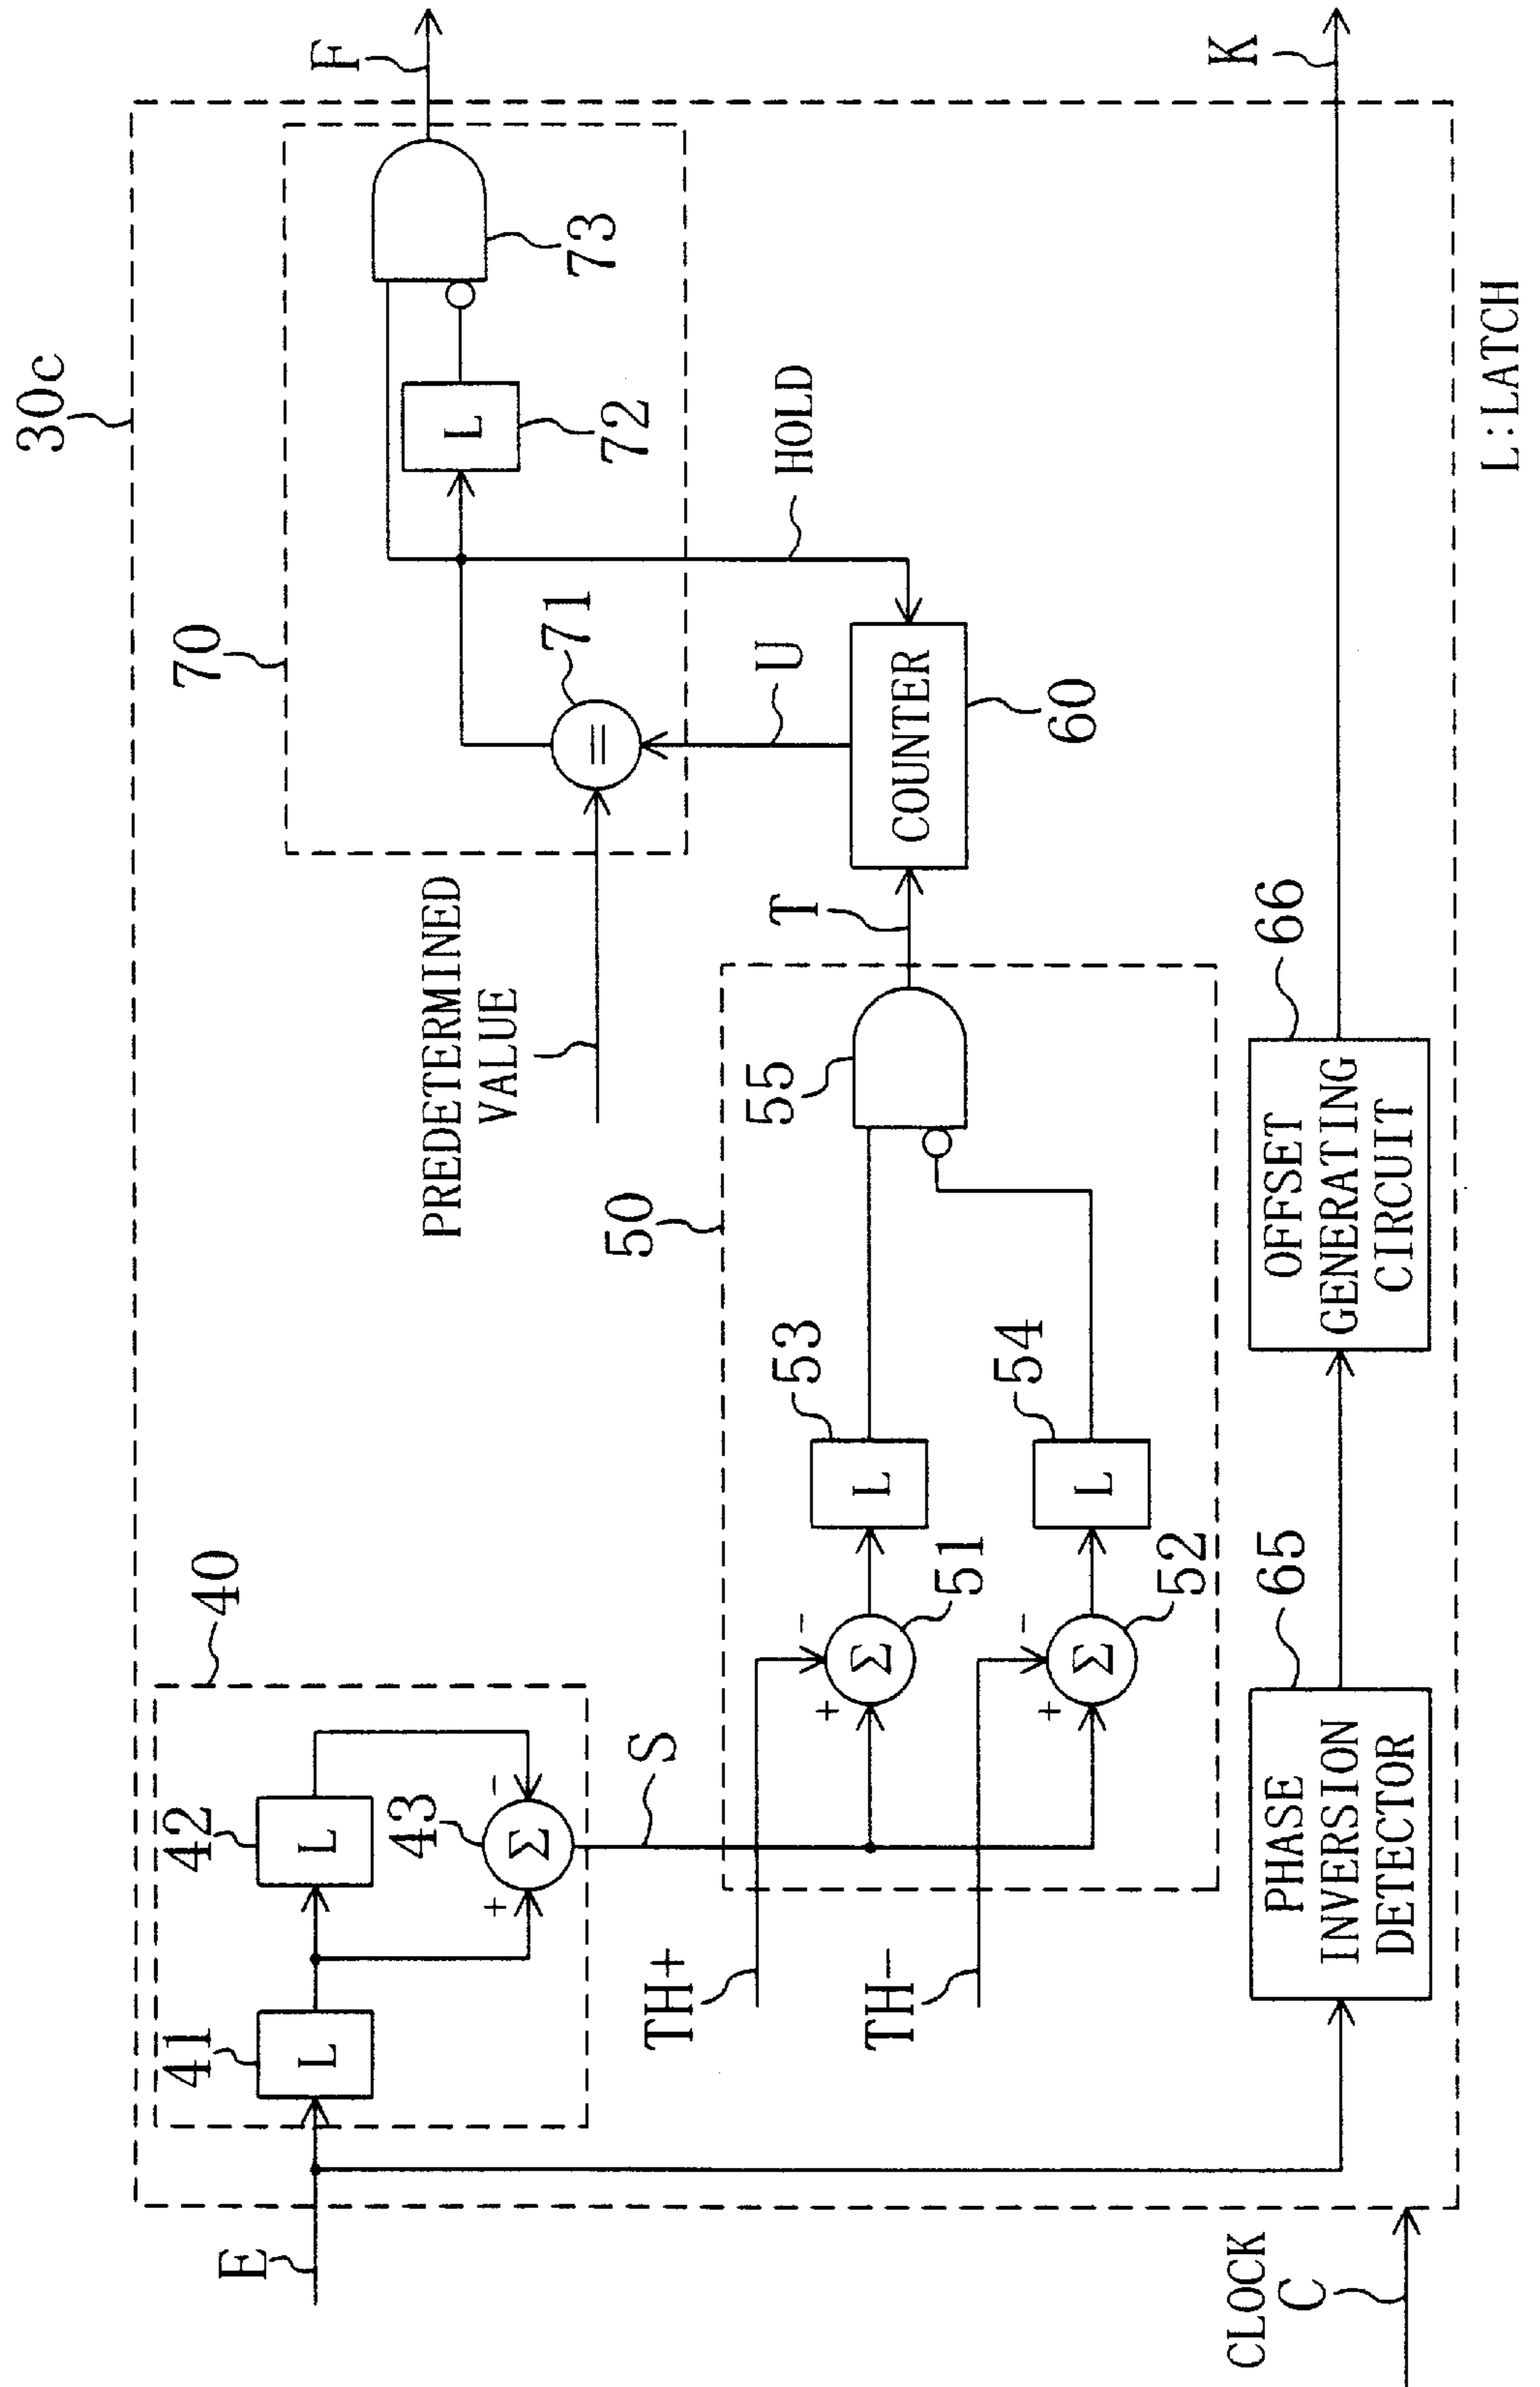 30c
40
41
L
42
L
43
Σ
+
-
E
S
70
71
=
72
L
73
F
HOLD
U
PREDETERMINED
VALUE
COUNTER
60
T
50
TH+
TH-
51
Σ
+
-
52
Σ
+
-
53
L
54
L
55
65
PHASE
INVERSION
DETECTOR
66
OFFSET
GENERATING
CIRCUIT
K
CLOCK
C
L:LATCH